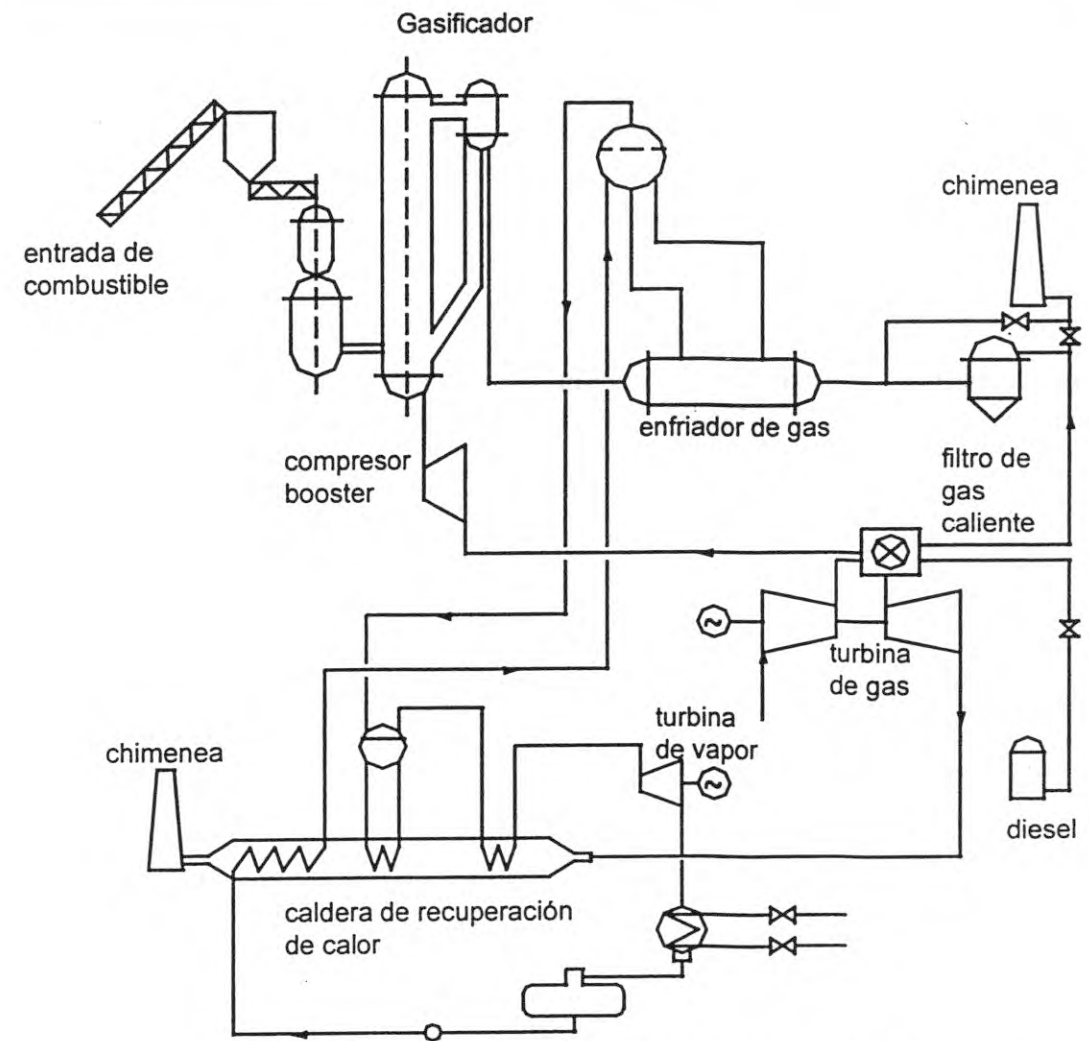 Gasificador
chimenea
entrada de
combustible
enfriador de gas
compresor
booster
filtro de
gas
caliente
turbina
de gas
turbina
de vapor
chimenea
diesel
caldera de recuperación
de calor